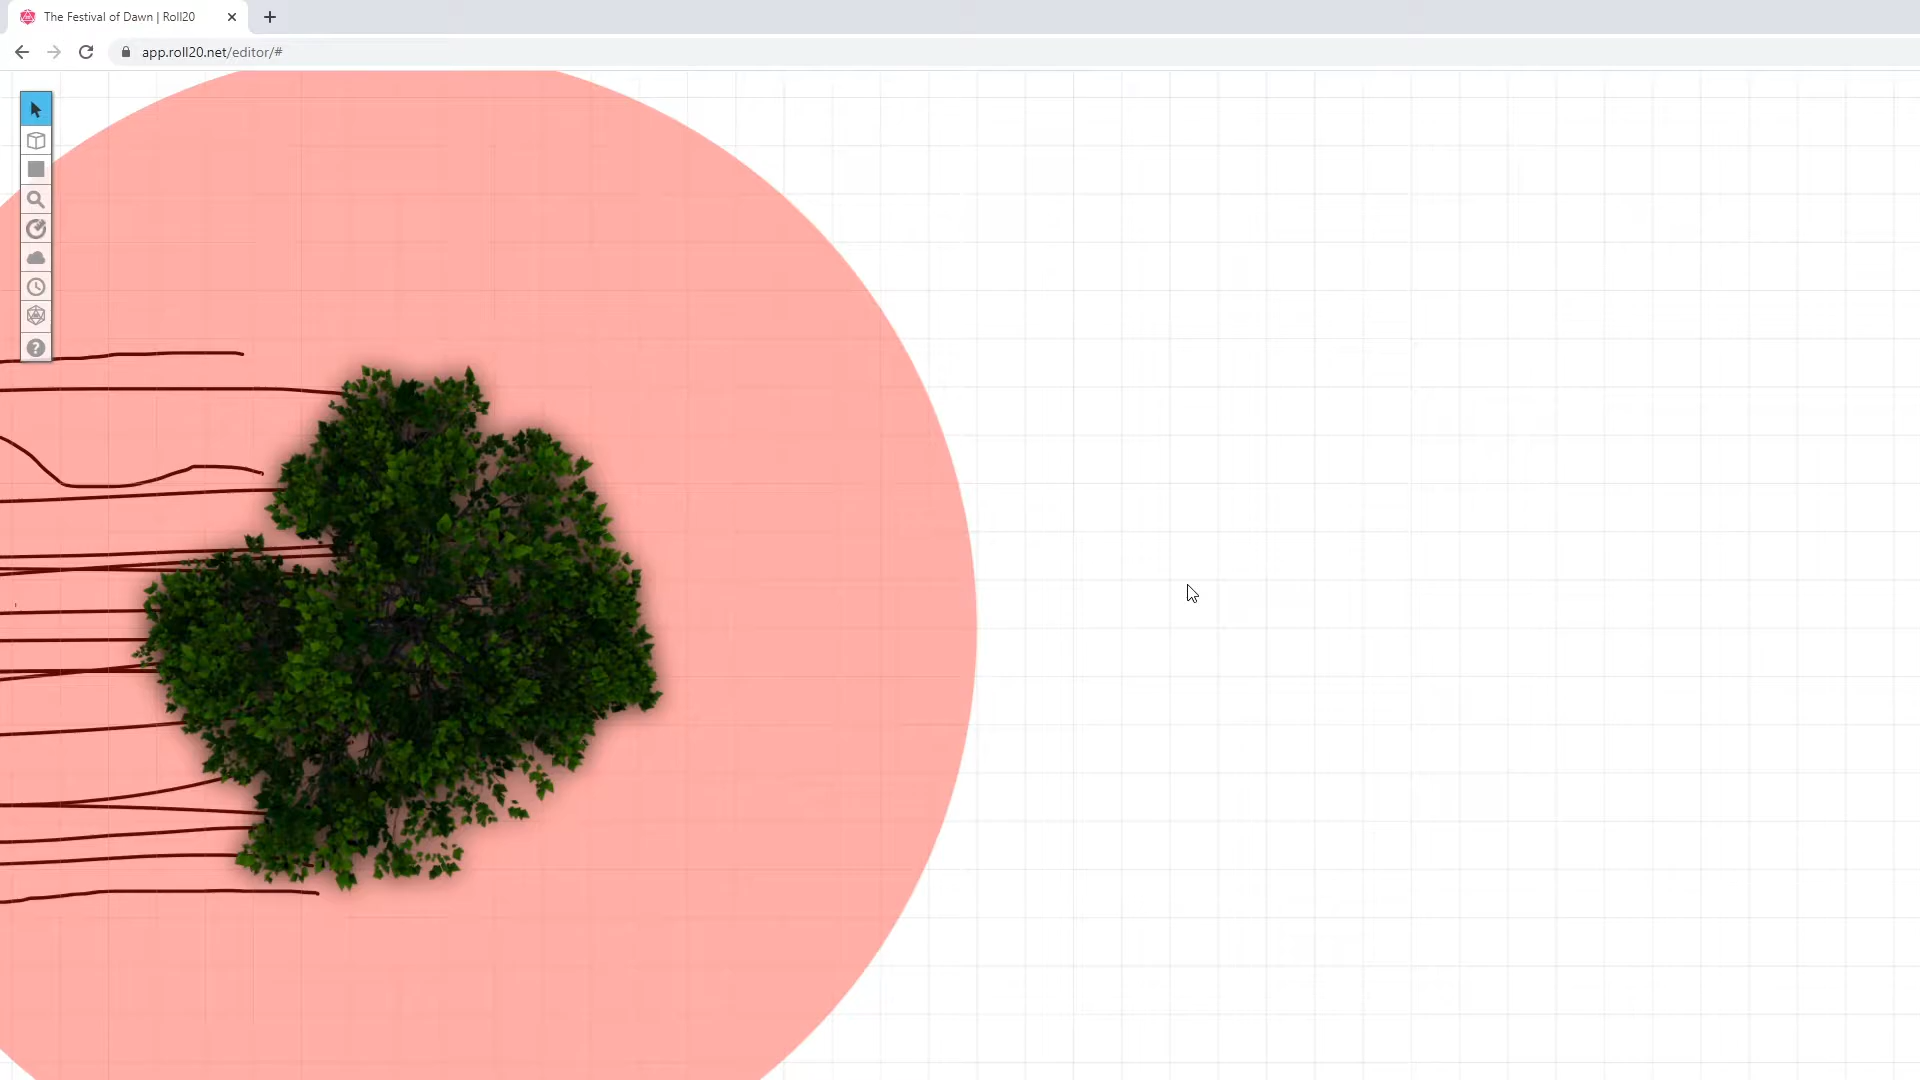 The Festival of Dawn | Roll20
app.roll20.net/editor/#
?